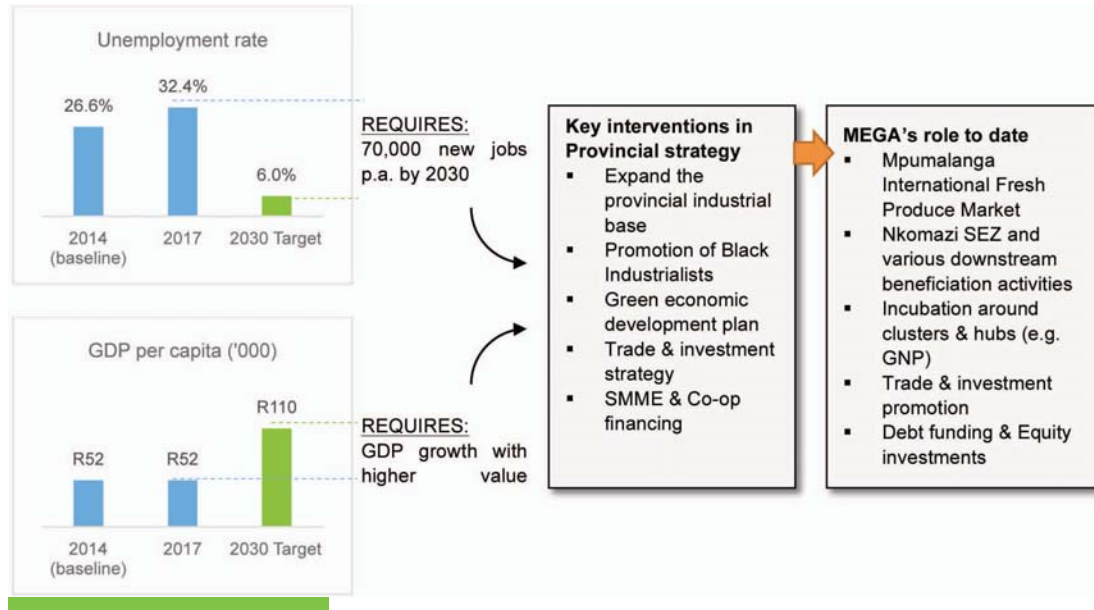 Unemployment rate
26.6%
32.4%
6.0%
2014
(baseline)
2017
2030 Target
REQUIRES:
70,000 new jobs
p.a. by 2030
GDP per capita ('000)
R52
R52
R110
2014
(baseline)
2017
2030 Target
REQUIRES:
GDP growth with
higher value
Key interventions in
Provincial strategy
▪ Expand the
provincial industrial
base
▪ Promotion of Black
Industrialists
▪ Green economic
development plan
▪ Trade & investment
strategy
▪ SMME & Co-op
financing
MEGA's role to date
▪ Mpumalanga
International Fresh
Produce Market
▪ Nkomazi SEZ and
various downstream
beneficiation activities
▪ Incubation around
clusters & hubs (e.g.
GNP)
▪ Trade & investment
promotion
▪ Debt funding & Equity
investments